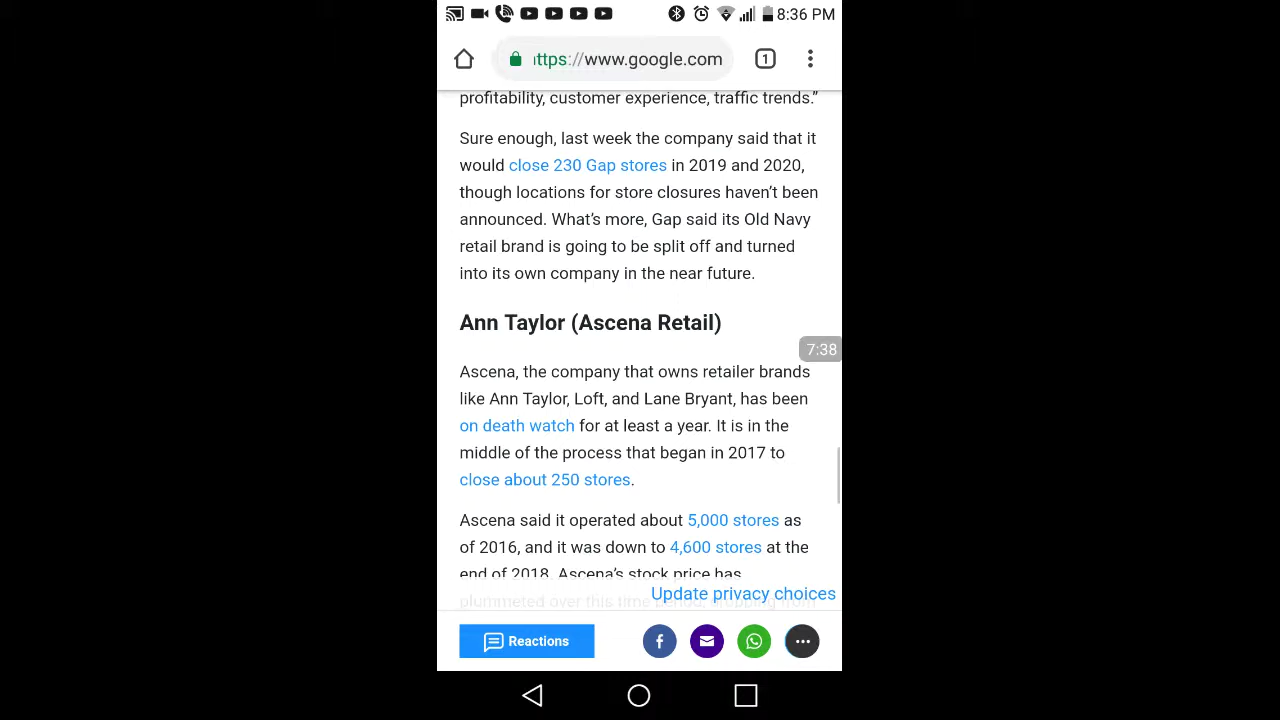 8:36 PM
ttps://www.google.com
1
profitability, customer experience, traffic trends.”
Sure enough, last week the company said that it
would close 230 Gap stores in 2019 and 2020,
though locations for store closures haven’t been
announced. What’s more, Gap said its Old Navy
retail brand is going to be split off and turned
into its own company in the near future.
Ann Taylor (Ascena Retail)
7:38
Ascena, the company that owns retailer brands
like Ann Taylor, Loft, and Lane Bryant, has been
on death watch for at least a year. It is in the
middle of the process that began in 2017 to
close about 250 stores.
Ascena said it operated about 5,000 stores as
of 2016, and it was down to 4,600 stores at the
end of 2018. Ascena’s stock price has
Update privacy choices
plummeted over this time period, dropping from
Reactions